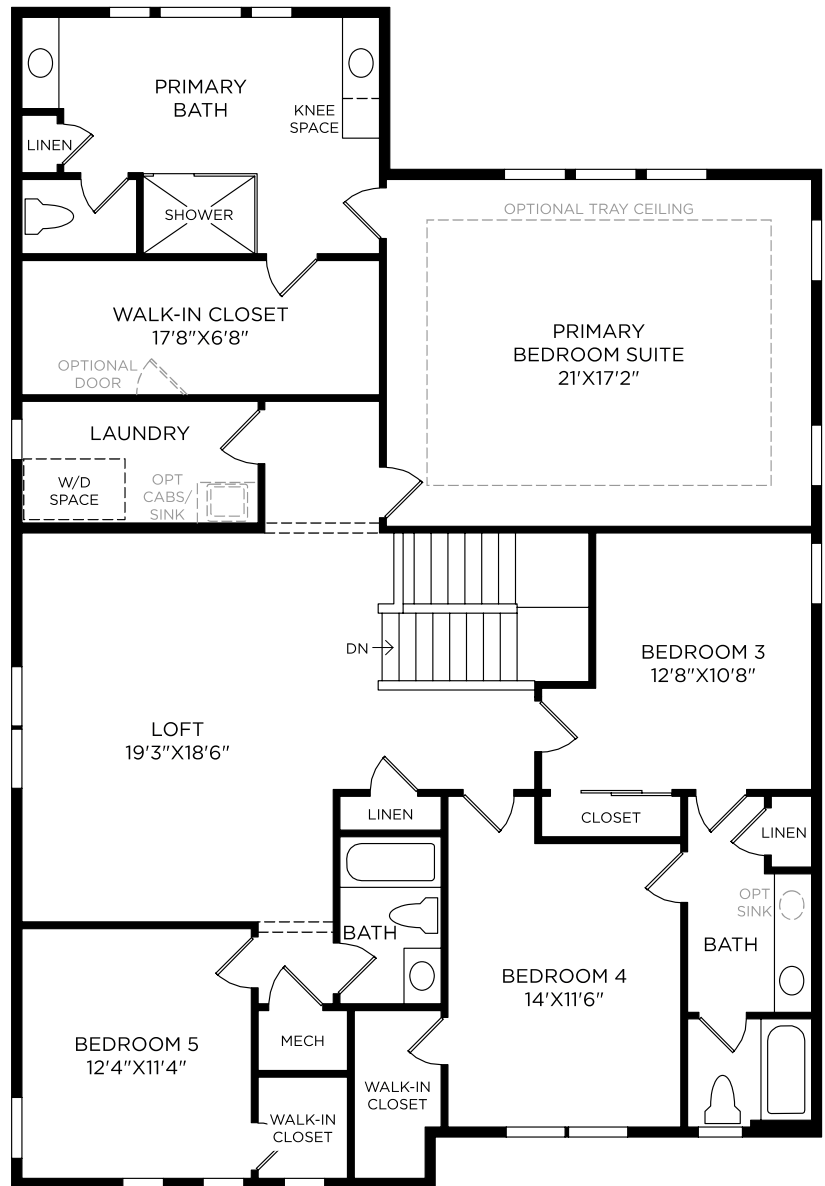 PRIMARY
BATH
KNEE
SPACE
LINEN
SHOWER
OPTIONAL TRAY CEILING
WALK-IN CLOSET
17'8"X6'8"
OPTIONAL
DOOR
PRIMARY
BEDROOM SUITE
21'X17'2"
LAUNDRY
W/D
SPACE
OPT
CABS/
SINK
DN
BEDROOM 3
12'8"X10'8"
LOFT
19'3"X18'6"
LINEN
CLOSET
LINEN
OPT
SINK
BATH
BATH
BEDROOM 4
14'X11'6"
BEDROOM 5
12'4"X11'4"
MECH
WALK-IN
CLOSET
WALK-IN
CLOSET